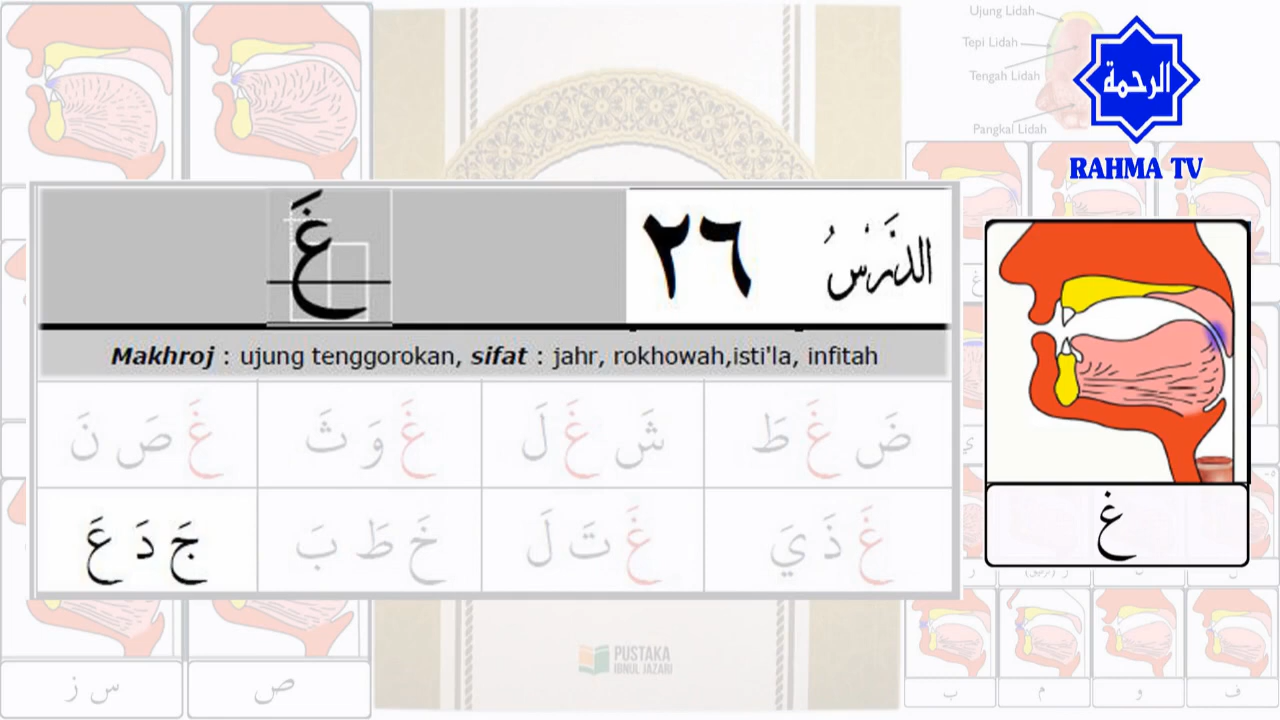 Ujung Lidah
Tepi Lidah
Tengah Lidah
Pangkal Lidah
الرحمة
RAHMA TV
الدَّرْسُ ٢٦
غَ
Makhroj : ujung tenggorokan, sifat : jahr, rokhowah,isti'la, infitah
ضَ غَ طَ
شَ غَ لَ
غَ وَ ثَ
غَ صَ نَ
غَ ذَ يَ
غَ تَ لَ
خَ طَ بَ
جَ دَ عَ
غ
س ز
ص
ب
م
و
ف
PUSTAKA
IBNUL JAZARI